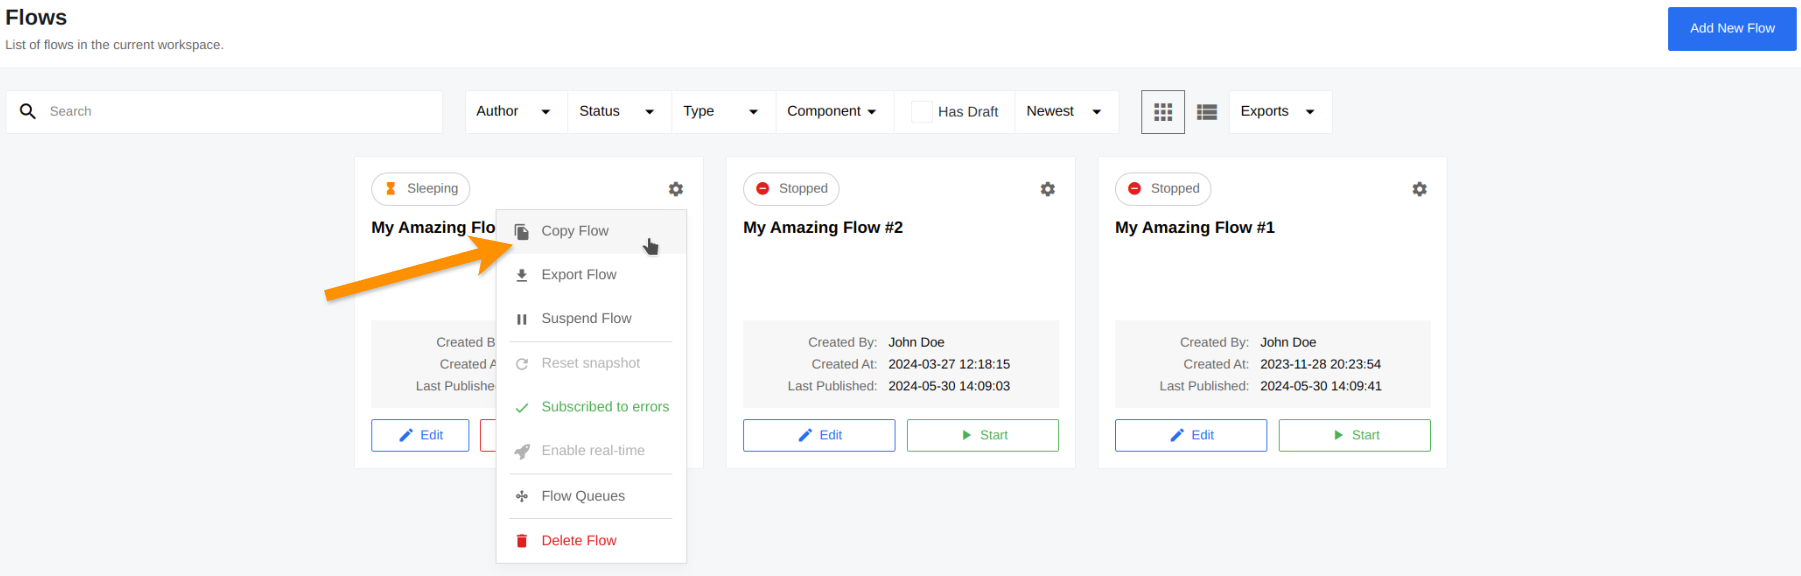 Flows
List of flows in the current workspace.
Add New Flow
Search
Author
Status
Type
Component
Has Draft
Newest
Exports
Sleeping
My Amazing Flo
Copy Flow
Export Flow
Suspend Flow
Reset snapshot
Subscribed to errors
Enable real-time
Flow Queues
Delete Flow
Created B
Created A
Last Publishe
Edit
Stopped
My Amazing Flow #2
Created By: John Doe
Created At: 2024-03-27 12:18:15
Last Published: 2024-05-30 14:09:03
Edit
Start
Stopped
My Amazing Flow #1
Created By: John Doe
Created At: 2023-11-28 20:23:54
Last Published: 2024-05-30 14:09:41
Edit
Start